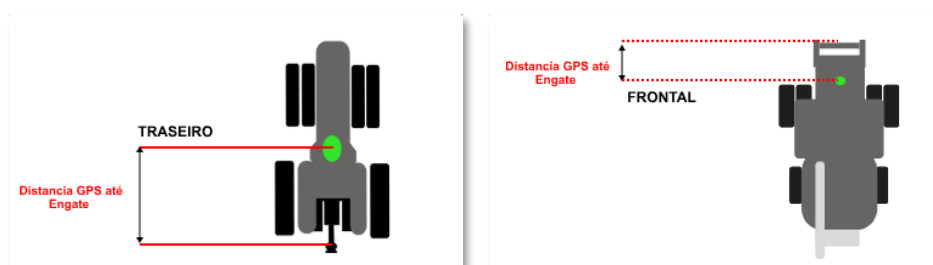 TRASEIRO
Distancia GPS até
Engate
Distancia GPS até
Engate
FRONTAL